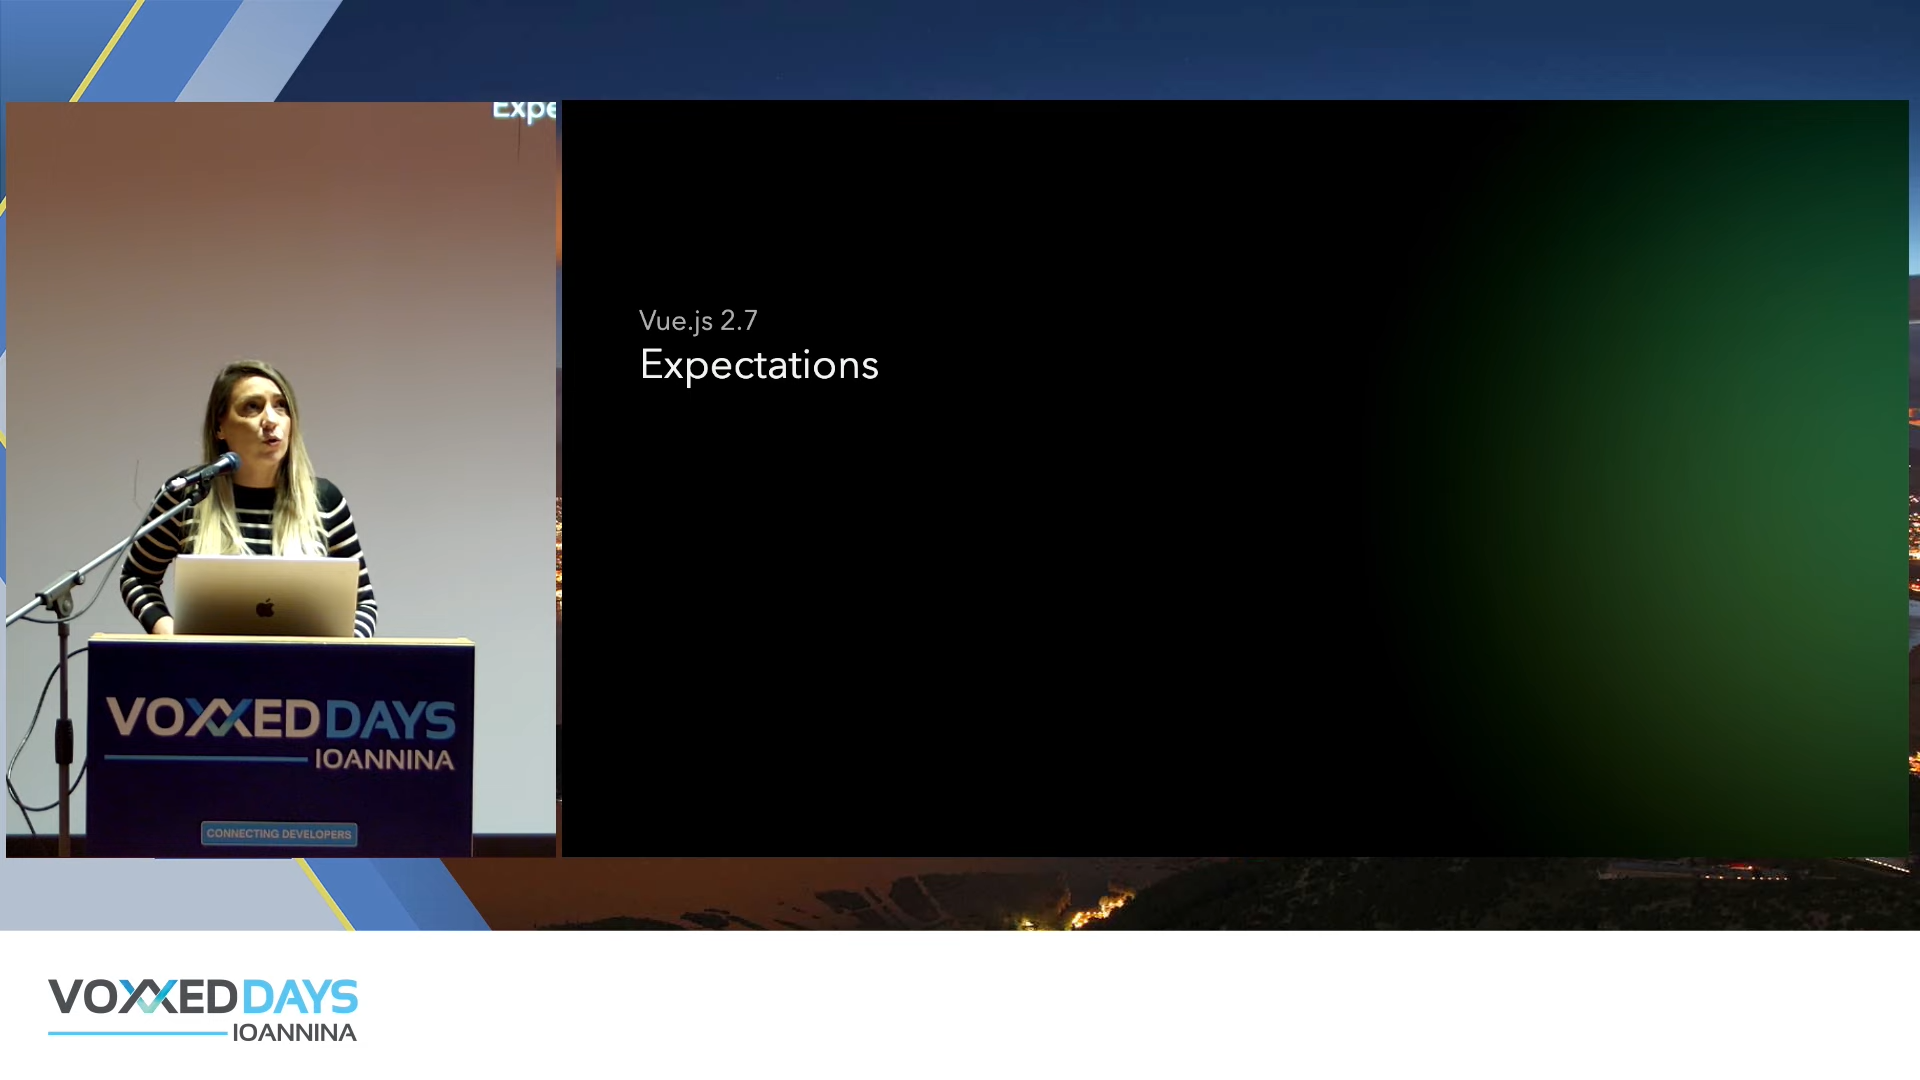 Expe
Vue.js 2.7
Expectations
VOXXED DAYS
IOANNINA
CONNECTING DEVELOPERS
VOXXED DAYS
IOANNINA